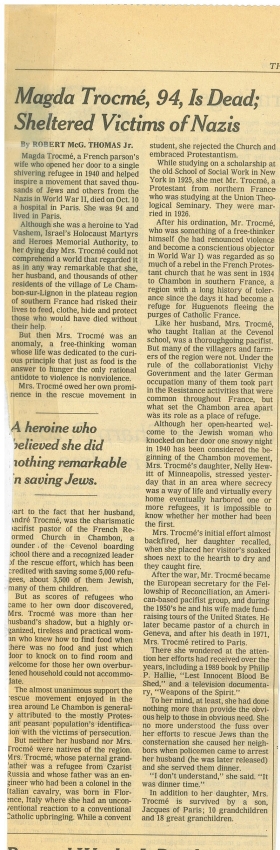 TH
Magda Trocmé, 94, Is Dead;
Sheltered Victims of Nazis
By ROBERT McG. THOMAS Jr.
Magda Trocmé, a French parson's
wife who opened her door to a single
shivering refugee in 1940 and helped
inspire a movement that saved thou-
sands of Jews and others from the
Nazis in World War II, died on Oct. 10
a hospital in Paris. She was 94 and
lived in Paris.
Although she was a heroine to Yad
Vashem, Israel's Holocaust Martyrs
and Heroes Memorial Authority, to
her dying day Mrs. Trocmé could not
comprehend a world that regarded it
as in any way remarkable that she,
her husband, and thousands of other
residents of the village of Le Cham-
bon-sur-Lignon in the plateau region
of southern France had risked their
lives to feed, clothe, hide and protect
those who would have died without
their help.
But then Mrs. Trocmé was an
anomaly, a free-thinking woman
whose life was dedicated to the curi-
ous principle that just as food is the
answer to hunger the only rational
antidote to violence is nonviolence.
Mrs. Trocmé owed her own promi-
nence in the rescue movement in
A heroine who
believed she did
nothing remarkable
in saving Jews.
part to the fact that her husband,
André Trocmé, was the charismatic
pacifist pastor of the French Re-
formed Church in Chambon, a
founder of the Cevenol boarding
school there and a recognized leader
of the rescue effort, which has been
credited with saving some 5,000 refu-
gees, about 3,500 of them Jewish,
many of them children.
But as scores of refugees who
came to her own door discovered,
Mrs. Trocmé was more than her
husband's shadow, but a highly or-
ganized, tireless and practical wom-
an who knew how to find food when
there was no food and just which
door to knock on to find room and
welcome for those her own overbur-
dened household could not accommo-
late.
The almost unanimous support the
rescue movement enjoyed in the
area around Le Chambon is general-
ly attributed to the mostly Protes-
ant peasant population's identifica-
tion with the victims of persecution.
But neither her husband nor Mrs.
Trocmé were natives of the region.
Mrs. Trocmé, whose paternal grand-
father was a refugee from Czarist
Russia and whose father was an en-
gineer who had been a colonel in the
Italian cavalry, was born in Flor-
ence, Italy where she had an uncon-
ventional reaction to a conventional
Catholic upbringing. While a convent
student, she rejected the Church and
embraced Protestantism.
While studying on a scholarship at
the old School of Social Work in New
York in 1925, she met Mr. Trocmé, a
Protestant from northern France
who was studying at the Union Theo-
logical Seminary. They were mar-
ried in 1926.
After his ordination, Mr. Trocmé,
who was something of a free-thinker
himself (he had renounced violence
and become a conscientious objector
in World War I) was regarded as so
much of a rebel in the French Protes-
tant church that he was sent in 1934
to Chambon in southern France, a
region with a long history of toler-
ance since the days it had become a
refuge for Huguenots fleeing the
purges of Catholic France.
Like her husband, Mrs. Trocmé,
who taught Italian at the Cevenol
school, was a thoroughgoing pacifist.
But many of the villagers and farm-
ers of the region were not. Under the
rule of the collaborationist Vichy
Government and the later German
occupation many of them took part
in the Resistance activities that were
common throughout France, but
what set the Chambon area apart
was its role as a place of refuge.
Although her open-hearted wel-
come to the Jewish woman who
knocked on her door one snowy night
in 1940 has been considered the be-
ginning of the Chambon movement,
Mrs. Trocmé's daughter, Nelly Hew-
itt of Minneapolis, stressed yester-
day that in an area where secrecy
was a way of life and virtually every
home eventually harbored one or
more refugees, it is impossible to
know whether her mother had been
the first.
Mrs. Trocmé's initial effort almost
backfired, her daughter recalled,
when she placed her visitor's soaked
shoes next to the hearth to dry and
they caught fire.
After the war, Mr. Trocmé became
the European secretary for the Fel-
lowship of Reconciliation, an Ameri-
can-based pacifist group, and during
the 1950's he and his wife made fund-
raising tours of the United States. He
later became pastor of a church in
Geneva, and after his death in 1971,
Mrs. Trocmé retired to Paris.
There she wondered at the atten-
tion her efforts had received over the
years, including a 1989 book by Philip
P. Hallie, "Lest Innocent Blood Be
Shed," and a television documenta-
ry, "Weapons of the Spirit."
To her mind, at least, she had done
nothing more than provide the obvi-
ous help to those in obvious need. She
no more understood the fuss over
her efforts to rescue Jews than the
consternation she caused her neigh-
bors when policemen came to arrest
her husband (he was later released)
and she served them dinner.
"I don't understand," she said. "It
was dinner time."
In addition to her daughter, Mrs.
Trocmé is survived by a son,
Jacques of Paris; 10 grandchildren
and 18 great grandchildren.